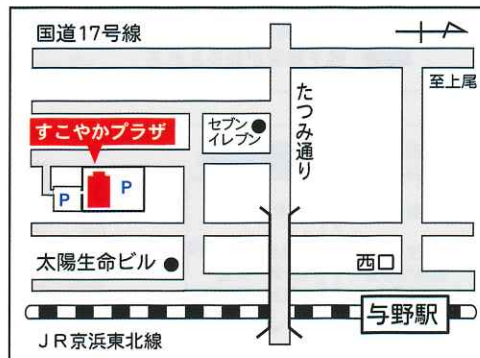 国道17号線
至上尾
たつみ通り
セブン
イレブン
すこやかプラザ
P
P
太陽生命ビル
西口
与野駅
JR京浜東北線